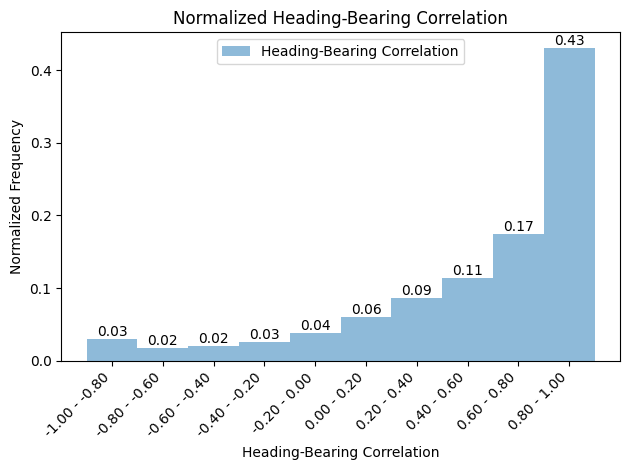 Normalized Heading-Bearing Correlation
Heading-Bearing Correlation
Normalized Frequency
0.4
0.3
0.2
0.1
0.0
0.03
0.02
0.02
0.03
0.04
0.06
0.09
0.11
0.17
0.43
-1.00 - -0.80
-0.80 - -0.60
-0.60 - -0.40
-0.40 - -0.20
-0.20 - 0.00
0.00 - 0.20
0.20 - 0.40
0.40 - 0.60
0.60 - 0.80
0.80 - 1.00
Heading-Bearing Correlation